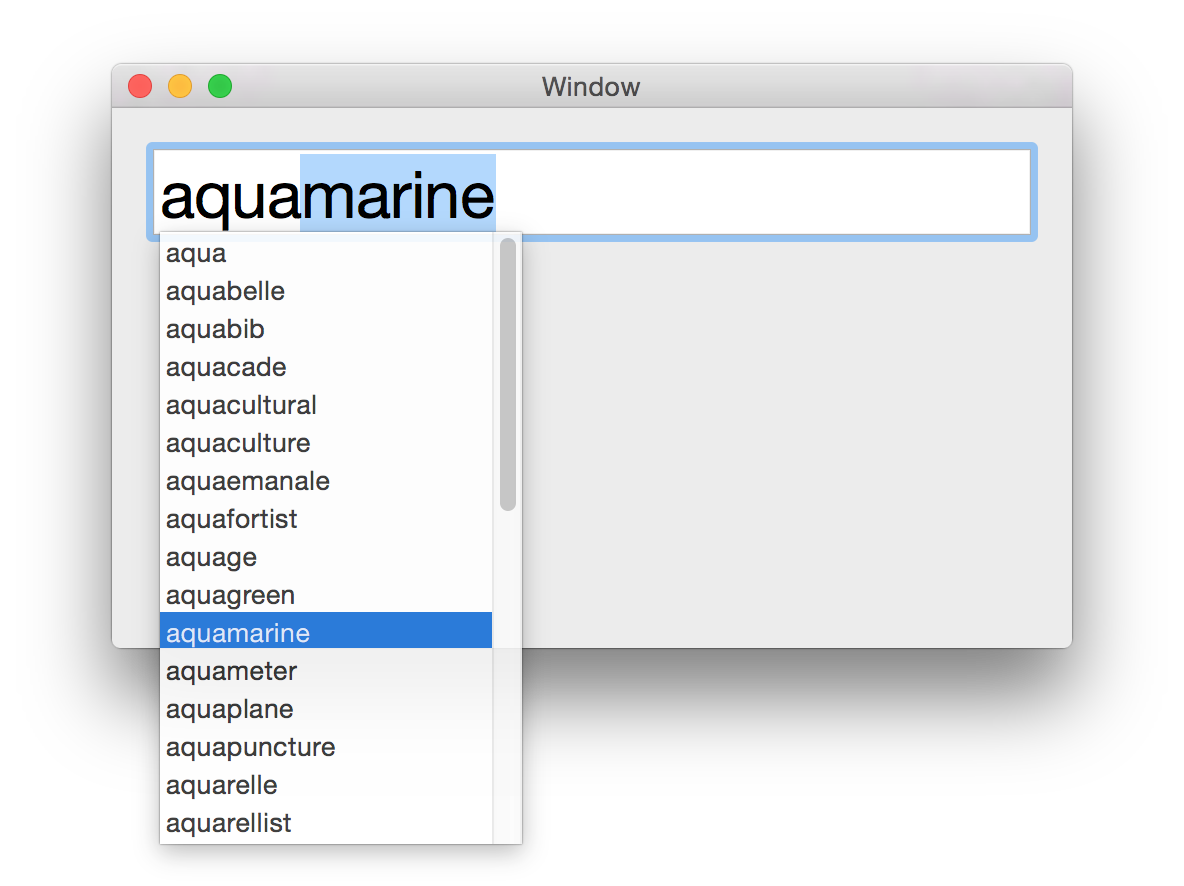 Window
aquamarine
aqua
aquabelle
aquabib
aquacade
aquacultural
aquaculture
aquaemanale
aquafortist
aquage
aquagreen
aquamarine
aquameter
aquaplane
aquapuncture
aquarelle
aquarellist